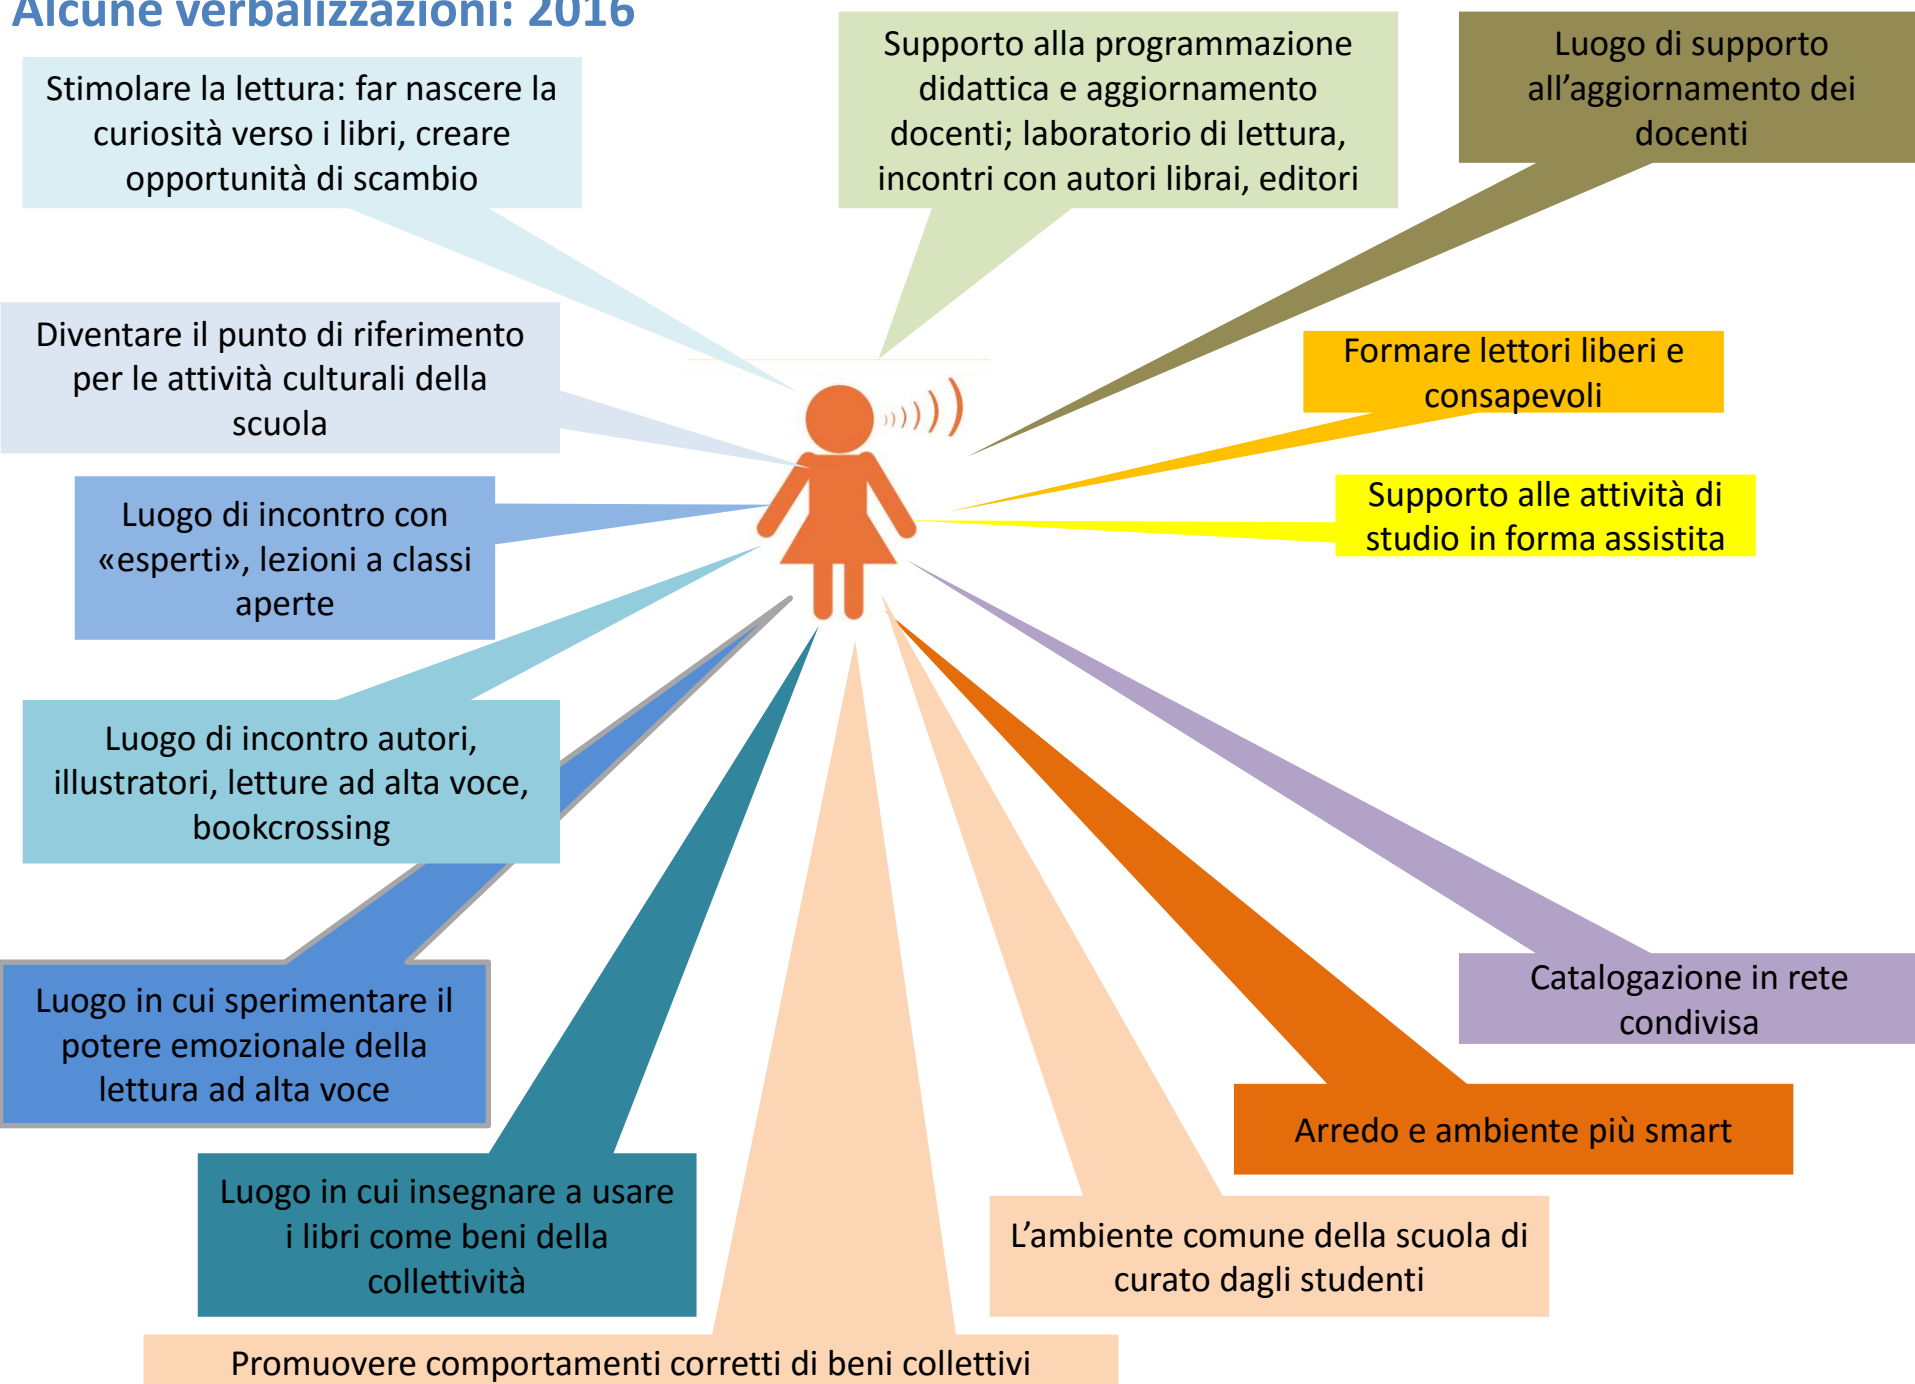 Alcune verbalizzazioni: 2016
Stimolare la lettura: far nascere la
curiosità verso i libri, creare
opportunità di scambio
Supporto alla programmazione
didattica e aggiornamento
docenti; laboratorio di lettura,
incontri con autori librai, editori
Luogo di supporto
all’aggiornamento dei
docenti
Diventare il punto di riferimento
per le attività culturali della
scuola
Formare lettori liberi e
consapevoli
Luogo di incontro con
«esperti», lezioni a classi
aperte
Supporto alle attività di
studio in forma assistita
Luogo di incontro autori,
illustratori, letture ad alta voce,
bookcrossing
Luogo in cui sperimentare il
potere emozionale della
lettura ad alta voce
Catalogazione in rete
condivisa
Arredo e ambiente più smart
Luogo in cui insegnare a usare
i libri come beni della
collettività
L’ambiente comune della scuola di
curato dagli studenti
Promuovere comportamenti corretti di beni collettivi